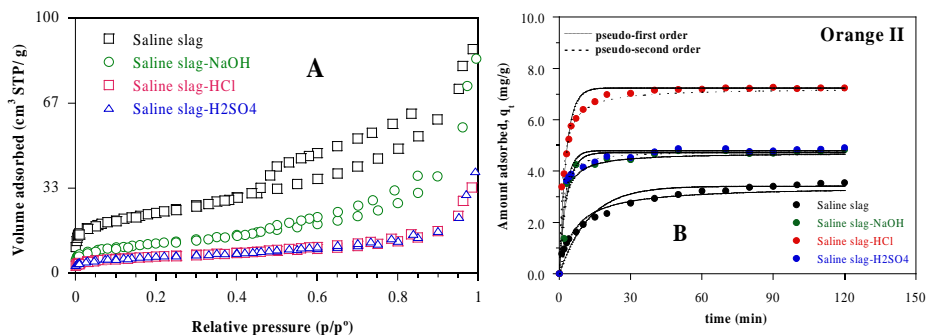 100
67
33
0
Volume adsorbed (cm³ STP/ g)
Saline slag
Saline slag-NaOH
Saline slag-HCl
Saline slag-H2SO4
A
0
0.2
0.4
0.6
0.8
1
Relative pressure (p/pº)
10.0
8.0
6.0
4.0
2.0
0.0
Amount adsorbed, qₜ (mg/g)
pseudo-first order
pseudo-second order
Orange II
B
Saline slag
Saline slag-NaOH
Saline slag-HCl
Saline slag-H2SO4
0
30
60
90
120
150
time (min)